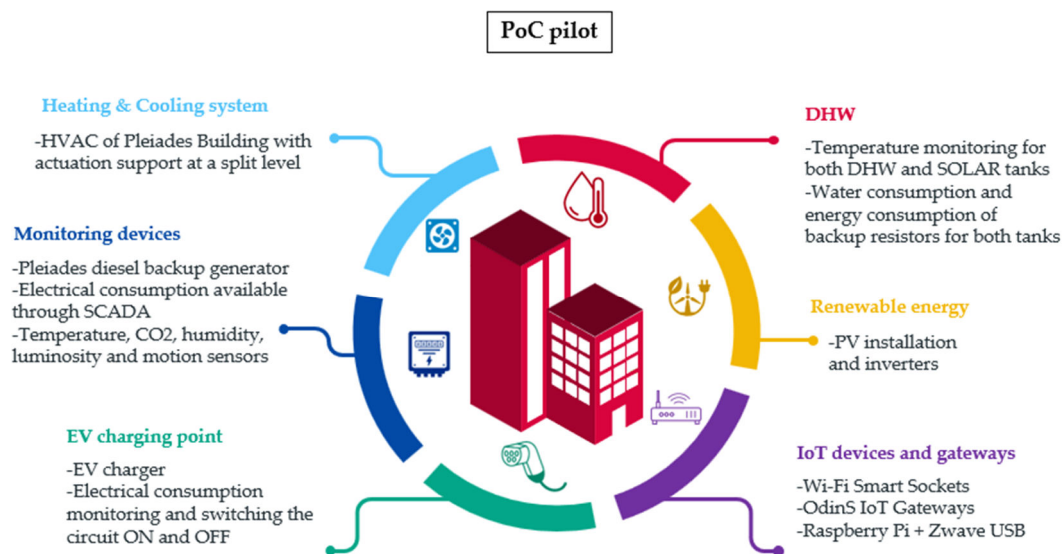 PoC pilot
Heating & Cooling system
-HVAC of Pleiades Building with
actuation support at a split level
Monitoring devices
-Pleiades diesel backup generator
-Electrical consumption available
through SCADA
-Temperature, CO2, humidity,
luminosity and motion sensors
EV charging point
-EV charger
-Electrical consumption
monitoring and switching the
circuit ON and OFF
DHW
-Temperature monitoring for
both DHW and SOLAR tanks
-Water consumption and
energy consumption of
backup resistors for both tanks
Renewable energy
-PV installation
and inverters
IoT devices and gateways
-Wi-Fi Smart Sockets
-OdinS IoT Gateways
-Raspberry Pi + Zwave USB